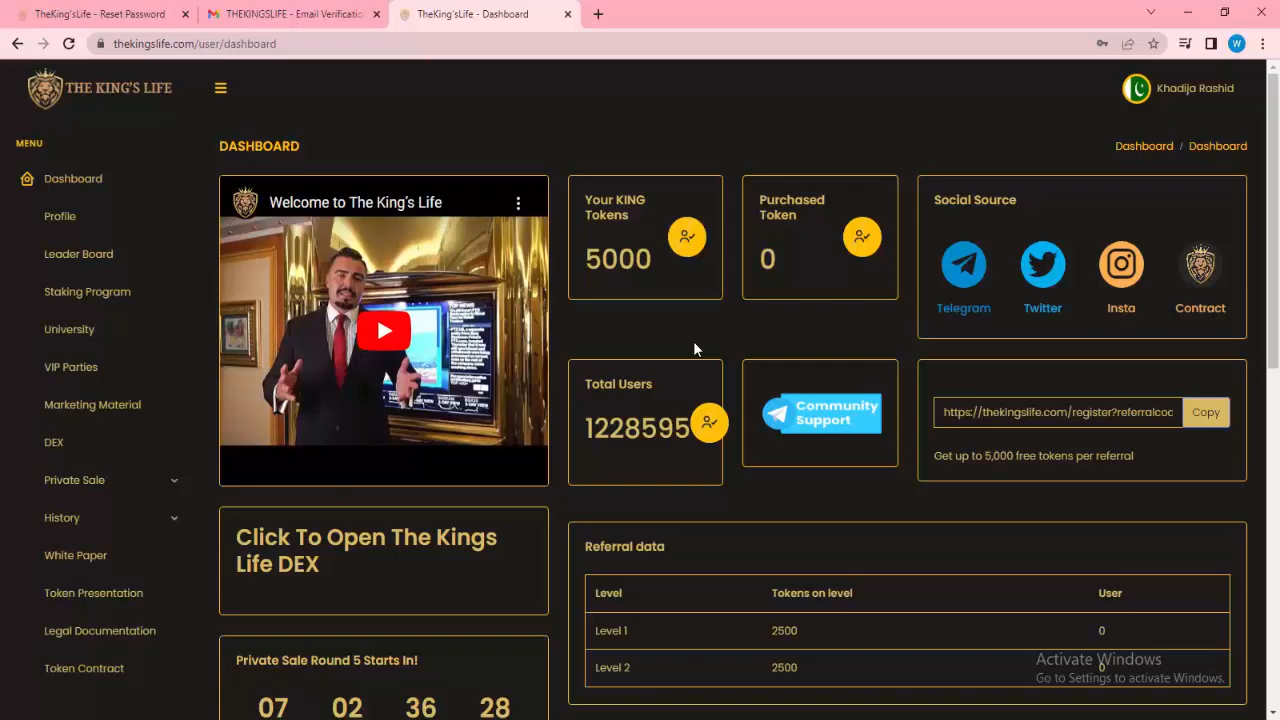 TheKing'sLife - Reset Password
THEKINGSLIFE - Email Verificatio
TheKing'sLife - Dashboard
thekingslife.com/user/dashboard
W
THE KING'S LIFE
Khadija Rashid
MENU
Dashboard
Profile
Leader Board
Staking Program
University
VIP Parties
Marketing Material
DEX
Private Sale
History
White Paper
Token Presentation
Legal Documentation
Token Contract
DASHBOARD
Dashboard / Dashboard
Welcome to The King's Life
Your KING
Tokens
5000
Purchased
Token
0
Social Source
Telegram
Twitter
Insta
Contract
Total Users
1228595
Community
Support
https://thekingslife.com/register?referralcoc
Copy
Get up to 5,000 free tokens per referral
Click To Open The Kings
Life DEX
Private Sale Round 5 Starts In!
07 02 36 28
Referral data
Level Tokens on level User
Level 1 2500 0
Level 2 2500 0
Activate Windows
Go to Settings to activate Windows.